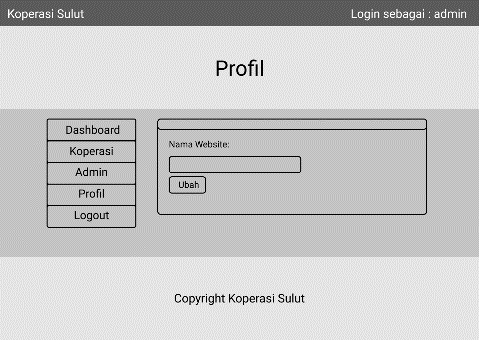 Koperasi Sulut
Login sebagai : admin
Profil
Dashboard
Koperasi
Admin
Profil
Logout
Nama Website:
Ubah
Copyright Koperasi Sulut